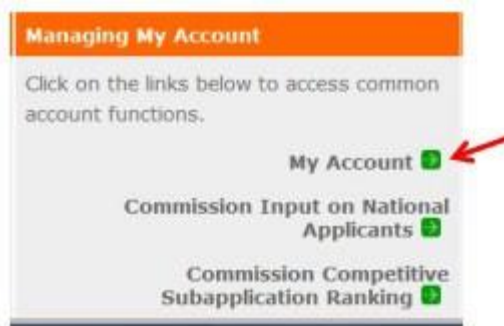 Managing My Account
Click on the links below to access common
account functions.
My Account
Commission Input on National
Applicants
Commission Competitive
Subapplication Ranking